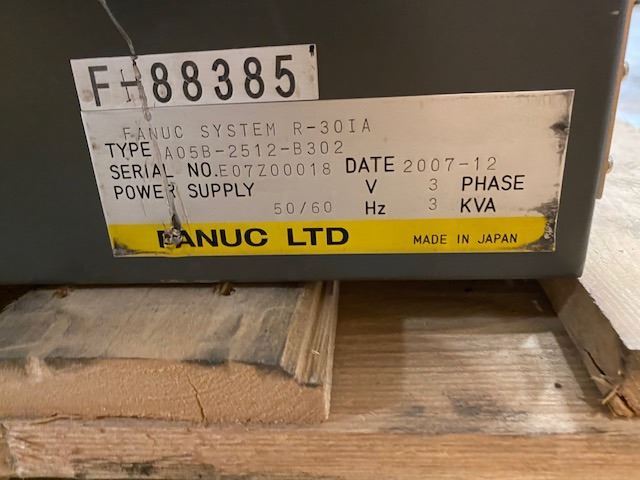 F-88385
FANUC SYSTEM R-30IA
TYPE A05B-2512-B302
SERIAL NO. E07Z00018 DATE 2007-12
POWER SUPPLY V 3 PHASE
50/60 Hz 3 KVA
FANUC LTD MADE IN JAPAN